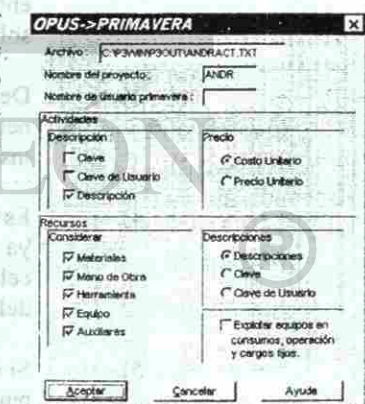 OPUS->PRIMAVERA
Archivo: C:\P3WIN\P3OUT\ANDRACT.TXT
Nombre del proyecto: ANDR
Nombre de Usuario primavera:
Actividades
Descripción
Clave
Clave de Usuario
Descripción
Precio
Costo Unitario
Precio Unitario
Recursos
Considerar
Materiales
Mano de Obra
Herramienta
Equipo
Auxiliares
Descripciones
Descripciones
Clave
Clave de Usuario
Explotar equipos en
consumos, operación
y cargos fijos.
Aceptar
Cancelar
Ayuda